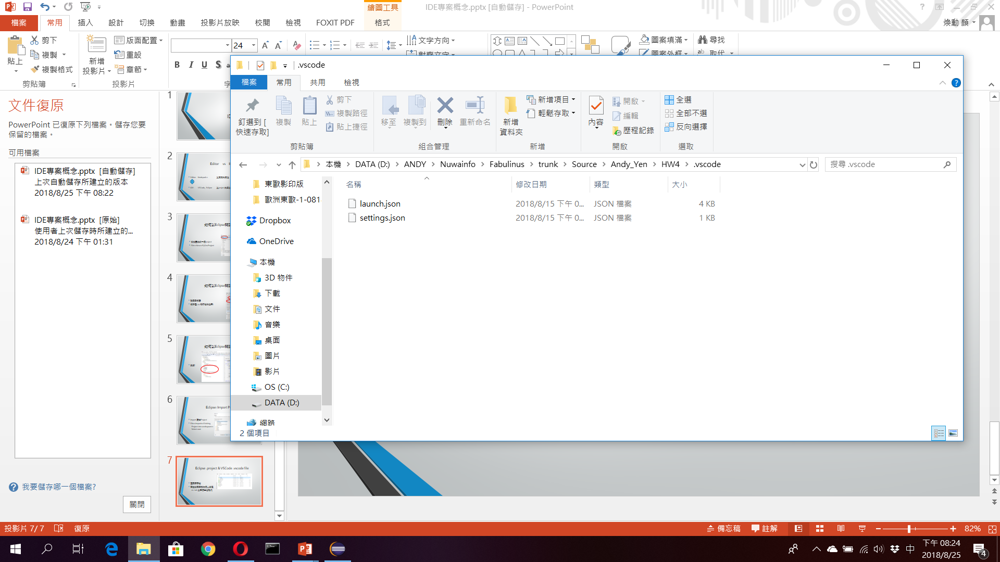 繪圖工具
IDE專案概念.pptx [自動儲存] - PowerPoint
檔案
常用
插入
設計
切換
動畫
投影片放映
校閱
檢視
FOXIT PDF
格式
煥勳 顏
貼上
剪下
複製
複製格式
剪貼簿
新增
投影片
版面配置
重設
章節
投影片
24
B I U S
文字方向
圖案填滿
圖案外框
尋找
取代
文件復原
PowerPoint 已復原下列檔案。儲存您要
保留的檔案。
可用檔案
IDE專案概念.pptx [自動儲存]
上次自動儲存所建立的版本
2018/8/25 下午 08:22
IDE專案概念.pptx [原始]
使用者上次儲存時所建立的...
2018/8/24 下午 01:31
我要儲存哪一個檔案?
關閉
1
2
Editor vs
3
4
5
6
Eclipse: Import P
7
Eclipse .project & VSCode .vscode file
.vscode
檔案
常用
共用
檢視
釘選到 [
快速存取]
複製
貼上
剪下
複製路徑
貼上捷徑
剪貼簿
移至
複製到
刪除
重新命名
組合管理
新增
資料夾
新增項目
輕鬆存取
新增
內容
開啟
編輯
歷程記錄
開啟
全選
全部不選
反向選擇
選取
本機 > DATA (D:) > ANDY > Nuwainfo > Fabulinus > trunk > Source > Andy_Yen > HW4 > .vscode
搜尋 .vscode
東歐影印版
歐洲東歐-1-081
Dropbox
OneDrive
本機
3D 物件
下載
文件
音樂
桌面
圖片
影片
OS (C:)
DATA (D:)
網路
名稱 修改日期 類型 大小
launch.json 2018/8/15 下午 0... JSON 檔案 4 KB
settings.json 2018/8/15 下午 0... JSON 檔案 1 KB
2 個項目
投影片 7/ 7
復原
備忘稿
註解
82%
中
下午 08:24
2018/8/25
4